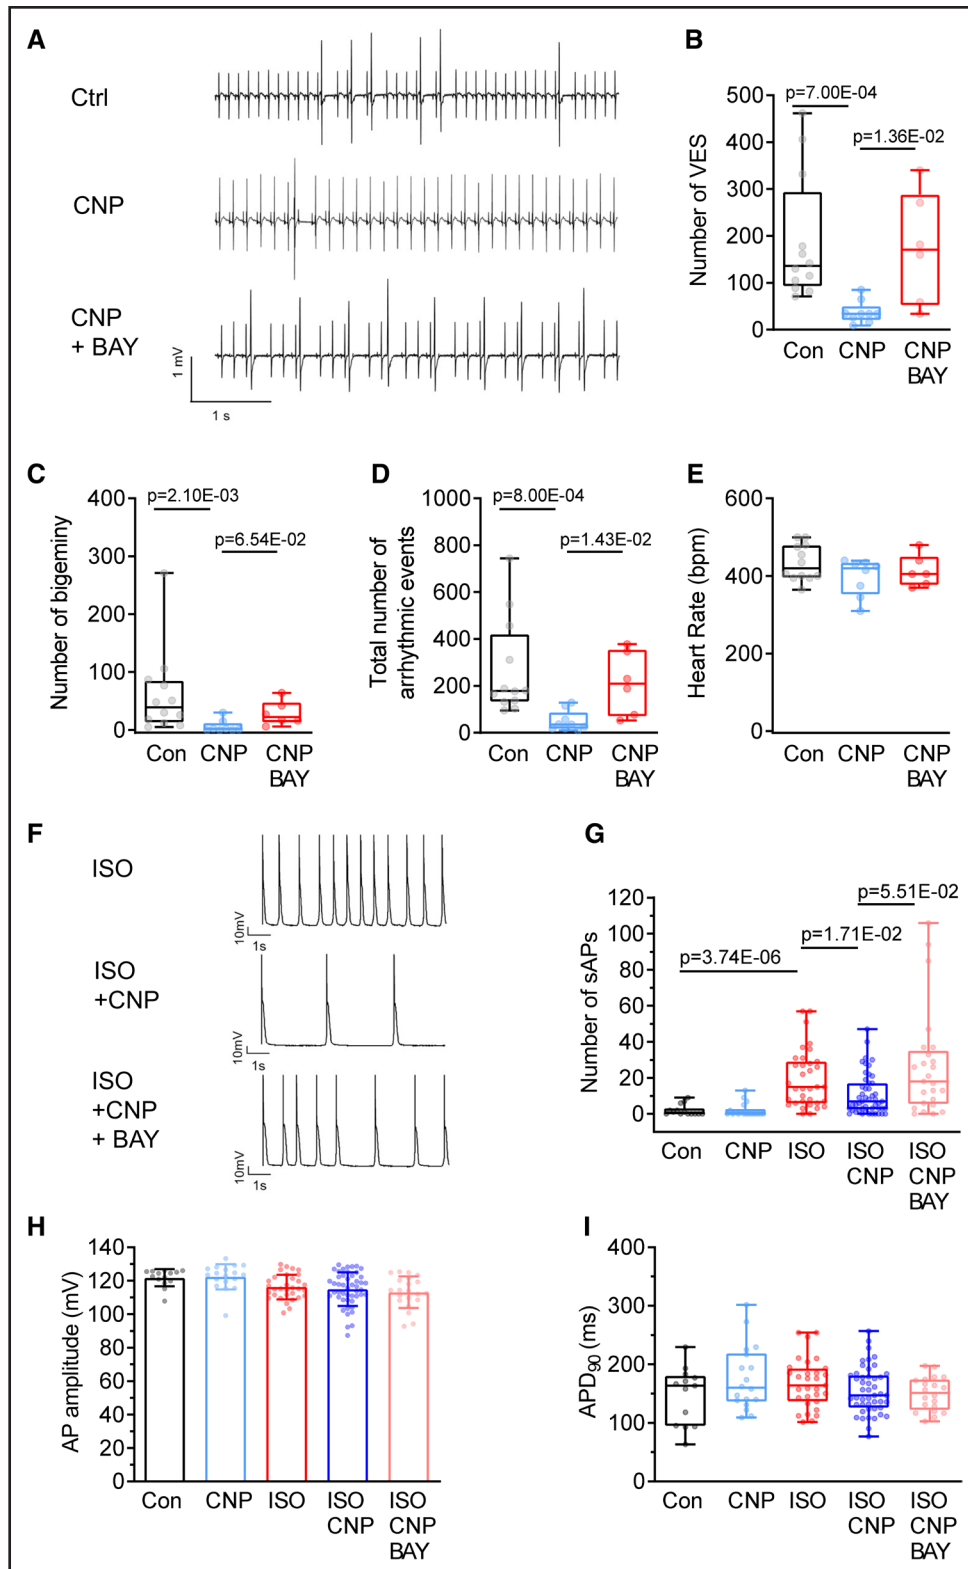 A
Ctrl
CNP
CNP
+ BAY
1 mV
1 s
B
Number of VES
500
400
300
200
100
0
p=7.00E-04
p=1.36E-02
Con CNP CNP
BAY
C
Number of bigeminy
400
300
200
100
0
p=2.10E-03
p=6.54E-02
Con CNP CNP
BAY
D
Total number of
arrhythmic events
1000
800
600
400
200
0
p=8.00E-04
p=1.43E-02
Con CNP CNP
BAY
E
Heart Rate (bpm)
600
400
200
0
Con CNP CNP
BAY
F
ISO
10mV
1s
ISO
+CNP
10mV
1s
ISO
+CNP
+ BAY
10mV
1s
G
Number of sAPs
120
100
80
60
40
20
0
p=5.51E-02
p=1.71E-02
p=3.74E-06
Con CNP ISO ISO ISO
CNP CNP
BAY
H
AP amplitude (mV)
140
120
100
80
60
40
20
0
Con CNP ISO ISO ISO
CNP CNP
BAY
I
APD90 (ms)
400
300
200
100
0
Con CNP ISO ISO ISO
CNP CNP
BAY